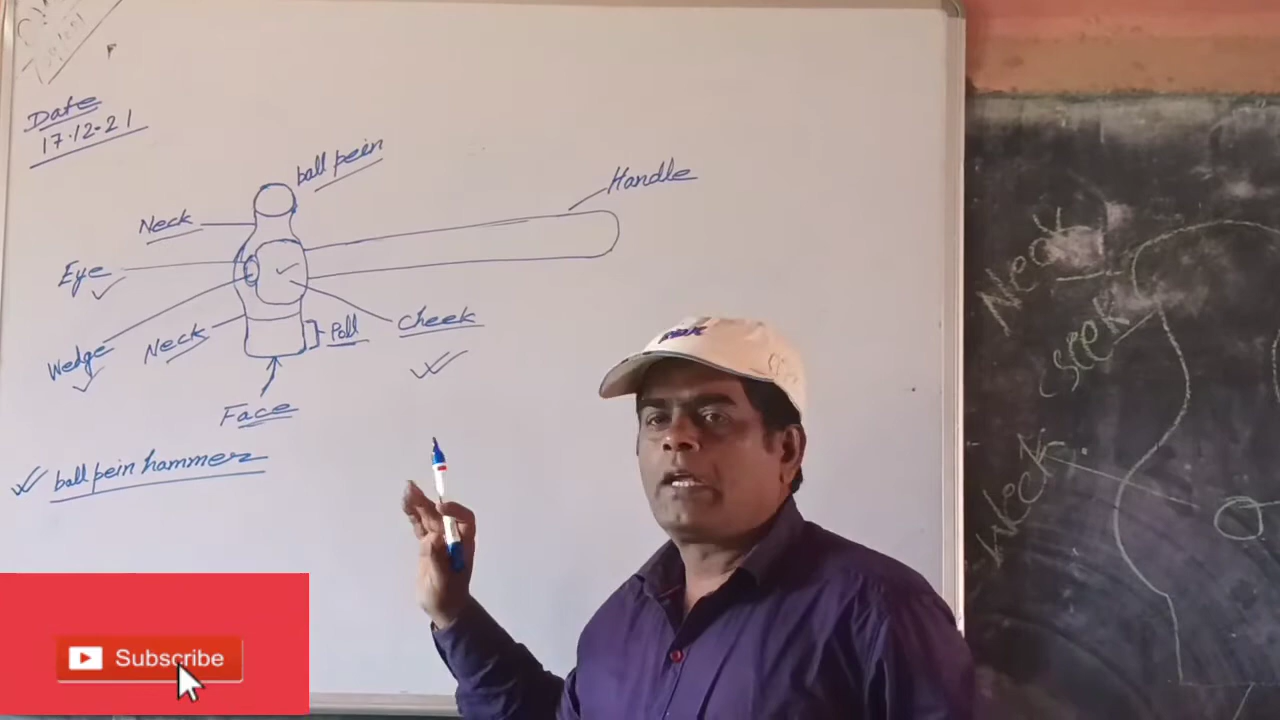 Date
17.12.21
ball pein
Handle
Neck
Eye
Wedge
Neck
Poll
Cheek
Face
ball pein hammer
Subscribe
Neck
Neck